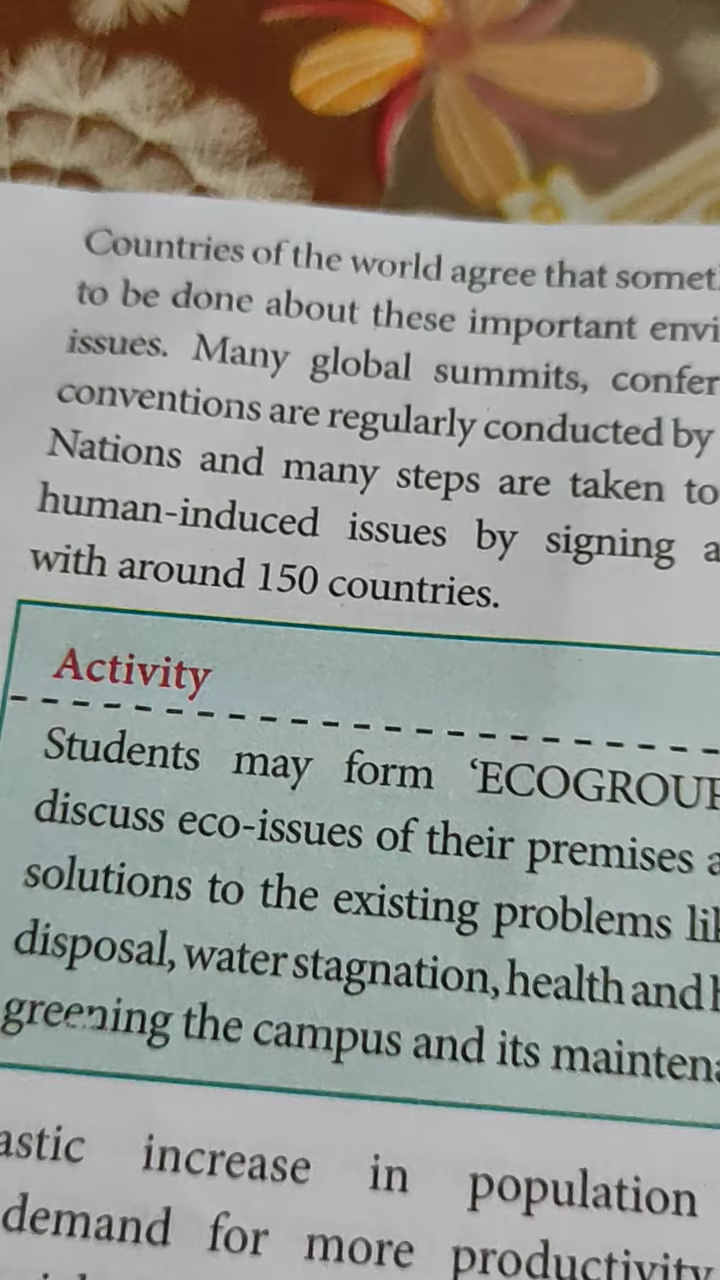 Countries of the world agree that somet
to be done about these important envi
issues. Many global summits, confer
conventions are regularly conducted by
Nations and many steps are taken to
human-induced issues by signing a
with around 150 countries.
Activity
Students may form ‘ECOGROUP
discuss eco-issues of their premises a
solutions to the existing problems li
disposal, water stagnation, health and h
greening the campus and its maintena
astic increase in population
demand for more productivity